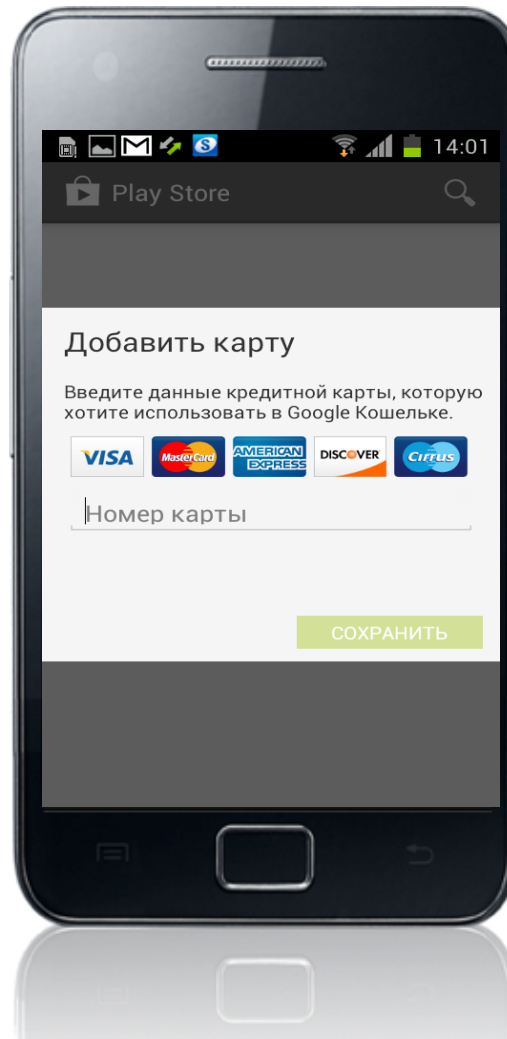 14:01
Play Store
Добавить карту
Введите данные кредитной карты, которую
хотите использовать в Google Кошельке.
VISA MasterCard AMERICAN EXPRESS DISCOVER Cirrus
Номер карты
СОХРАНИТЬ